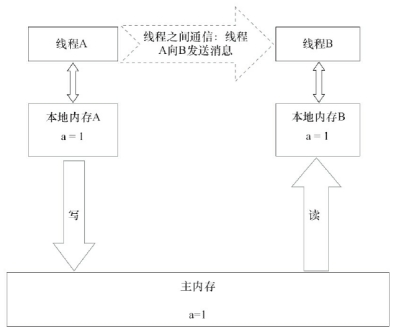 线程A
线程之间通信：线程
A向B发送消息
线程B
本地内存A
a = 1
本地内存B
a = 1
写
读
主内存
a=1